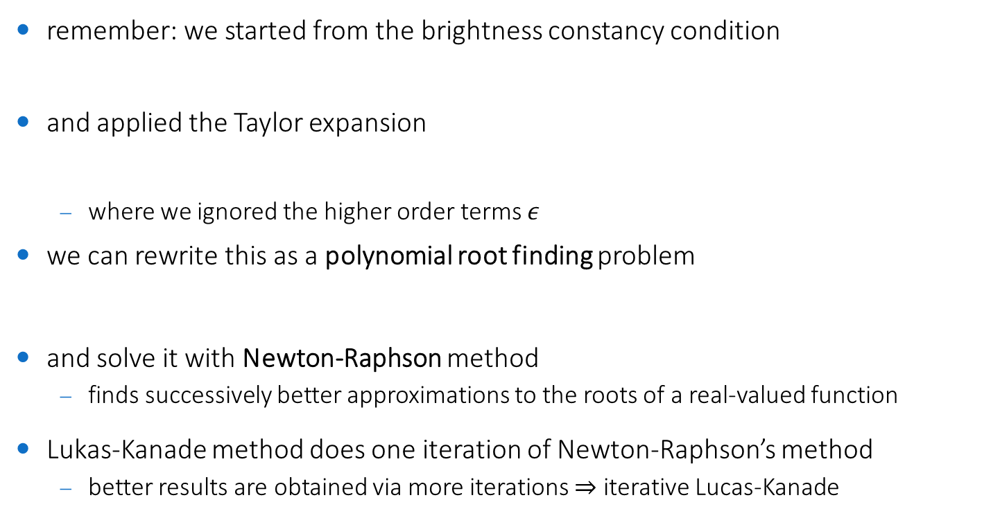 • remember: we started from the brightness constancy condition
• and applied the Taylor expansion
– where we ignored the higher order terms ϵ
• we can rewrite this as a polynomial root finding problem
• and solve it with Newton-Raphson method
– finds successively better approximations to the roots of a real-valued function
• Lukas-Kanade method does one iteration of Newton-Raphson’s method
– better results are obtained via more iterations ⇒ iterative Lucas-Kanade